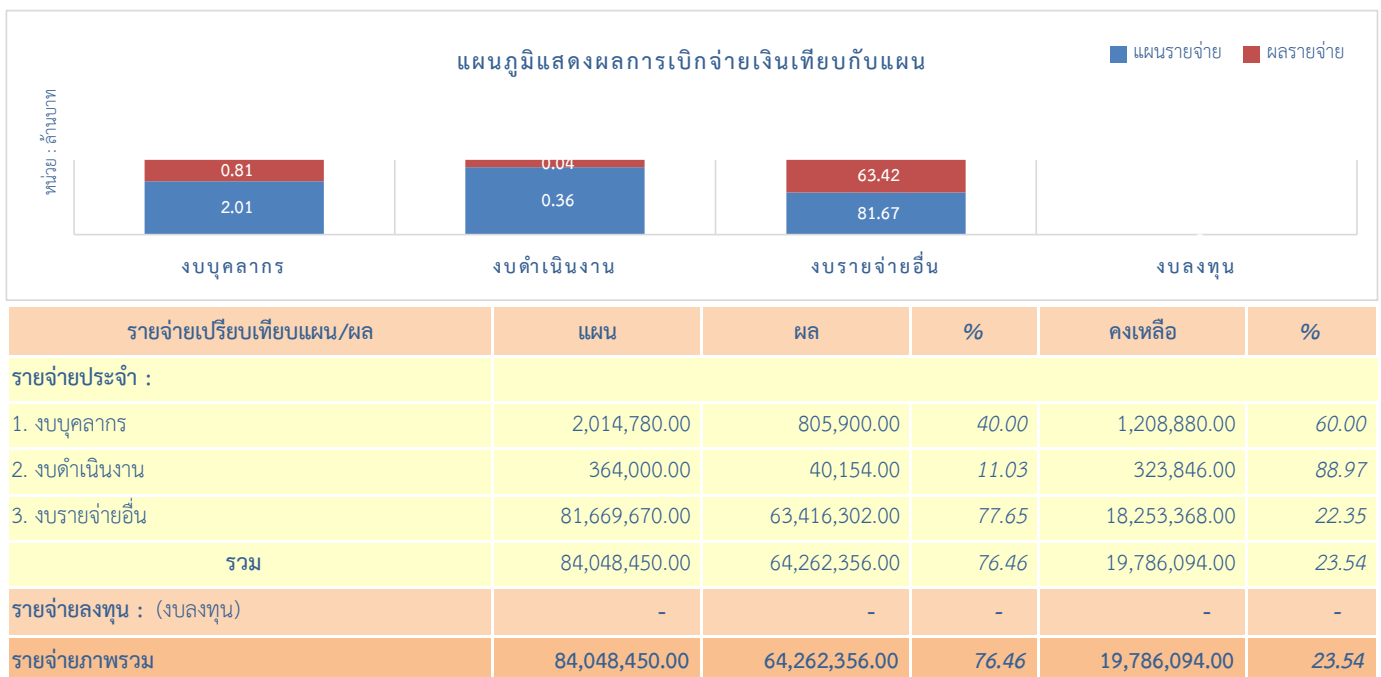 แผนภูมิแสดงผลการเบิกจ่ายเงินเทียบกับแผน
แผนรายจ่าย ผลรายจ่าย
หน่วย : ล้านบาท
0.81 0.04 63.42
2.01 0.36 81.67
งบบุคลากร งบดำเนินงาน งบรายจ่ายอื่น งบลงทุน
รายจ่ายเปรียบเทียบแผน/ผล แผน ผล % คงเหลือ %
รายจ่ายประจำ :
1. งบบุคลากร 2,014,780.00 805,900.00 40.00 1,208,880.00 60.00
2. งบดำเนินงาน 364,000.00 40,154.00 11.03 323,846.00 88.97
3. งบรายจ่ายอื่น 81,669,670.00 63,416,302.00 77.65 18,253,368.00 22.35
รวม 84,048,450.00 64,262,356.00 76.46 19,786,094.00 23.54
รายจ่ายลงทุน : (งบลงทุน) - - - - -
รายจ่ายภาพรวม 84,048,450.00 64,262,356.00 76.46 19,786,094.00 23.54